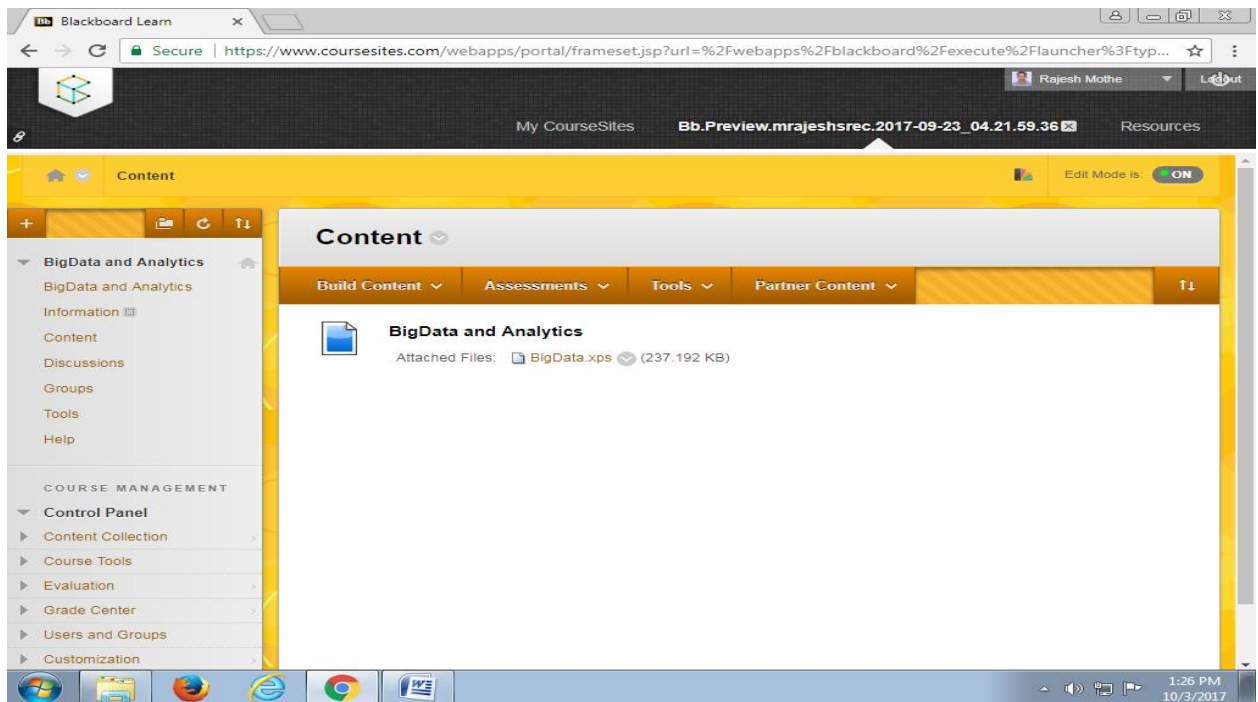 Bb Blackboard Learn
Secure | https://www.coursesites.com/webapps/portal/frameset.jsp?url=%2Fwebapps%2Fblackboard%2Fexecute%2Flauncher%3Ftyp...
Rajesh Mothe Logout
My CourseSites Bb.Preview.mrajeshsrec.2017-09-23_04.21.59.36 Resources
Content Edit Mode is: ON
Content
BigData and Analytics
BigData and Analytics
Information
Content
Discussions
Groups
Tools
Help
COURSE MANAGEMENT
Control Panel
Content Collection
Course Tools
Evaluation
Grade Center
Users and Groups
Customization
Build Content Assessments Tools Partner Content
BigData and Analytics
Attached Files: BigData.xps (237.192 KB)
1:26 PM
10/3/2017